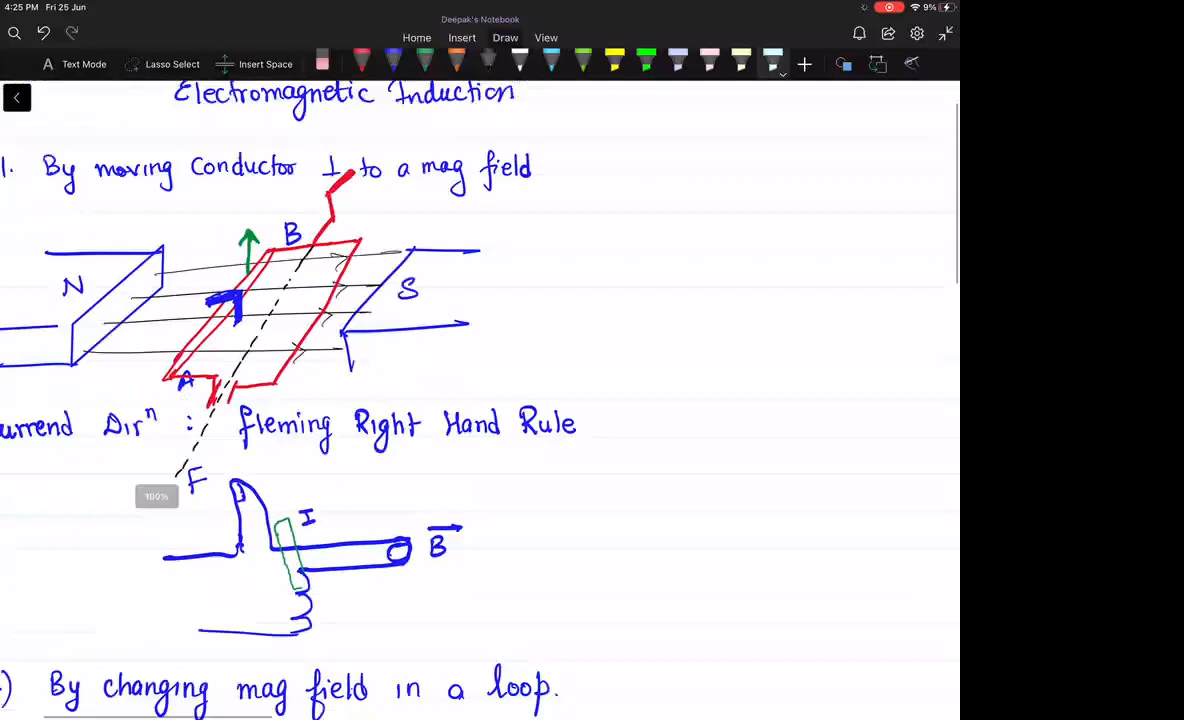 4:25 PM Fri 25 Jun
9%
Deepak's Notebook
Home Insert Draw View
A Text Mode Lasso Select Insert Space
Electromagnetic Induction
1. By moving Conductor ⊥ to a mag field
B
N
S
A
urrend Dirⁿ : fleming Right Hand Rule
F
100%
I
B
) By changing mag field in a loop.